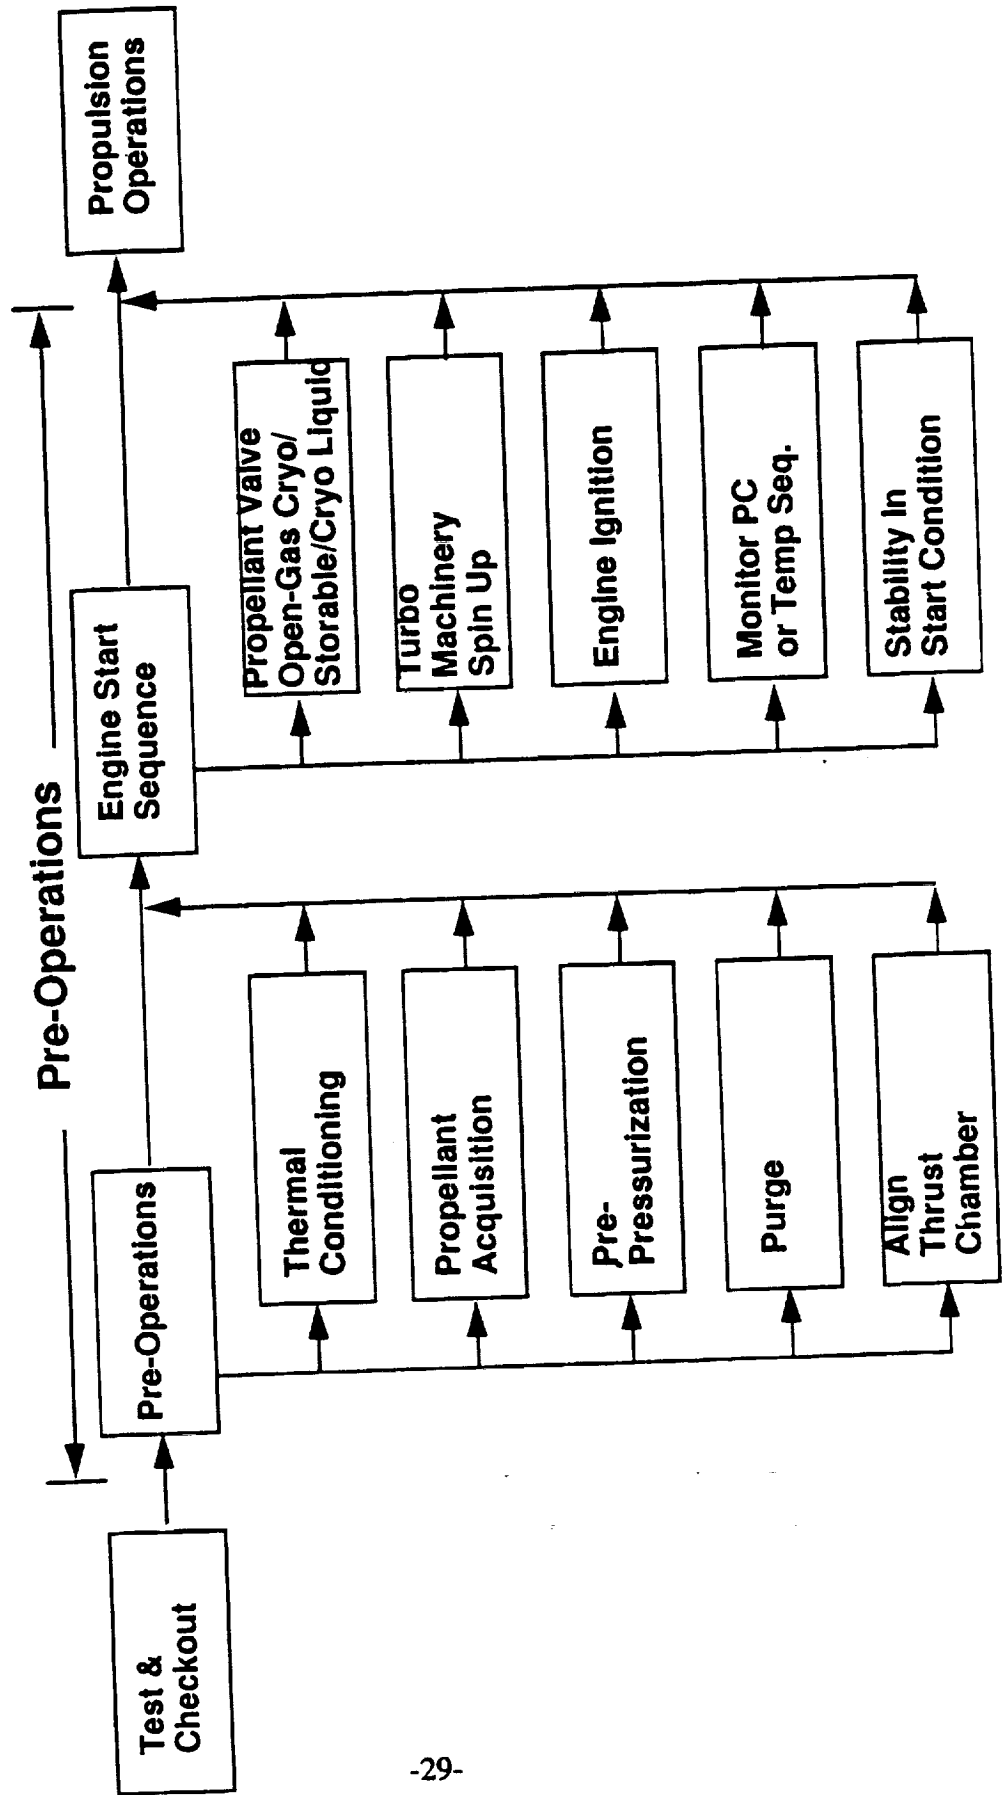 Pre-Operations
Test &
Checkout
Pre-Operations
Engine Start
Sequence
Propulsion
Operations
Thermal
Conditioning
Propellant
Acquisition
Pre-
Pressurization
Purge
Align
Thrust
Chamber
Propellant Valve
Open-Gas Cryo/
Storable/Cryo Liquid
Turbo
Machinery
Spin Up
Engine Ignition
Monitor PC
or Temp Seq.
Stability In
Start Condition
-29-